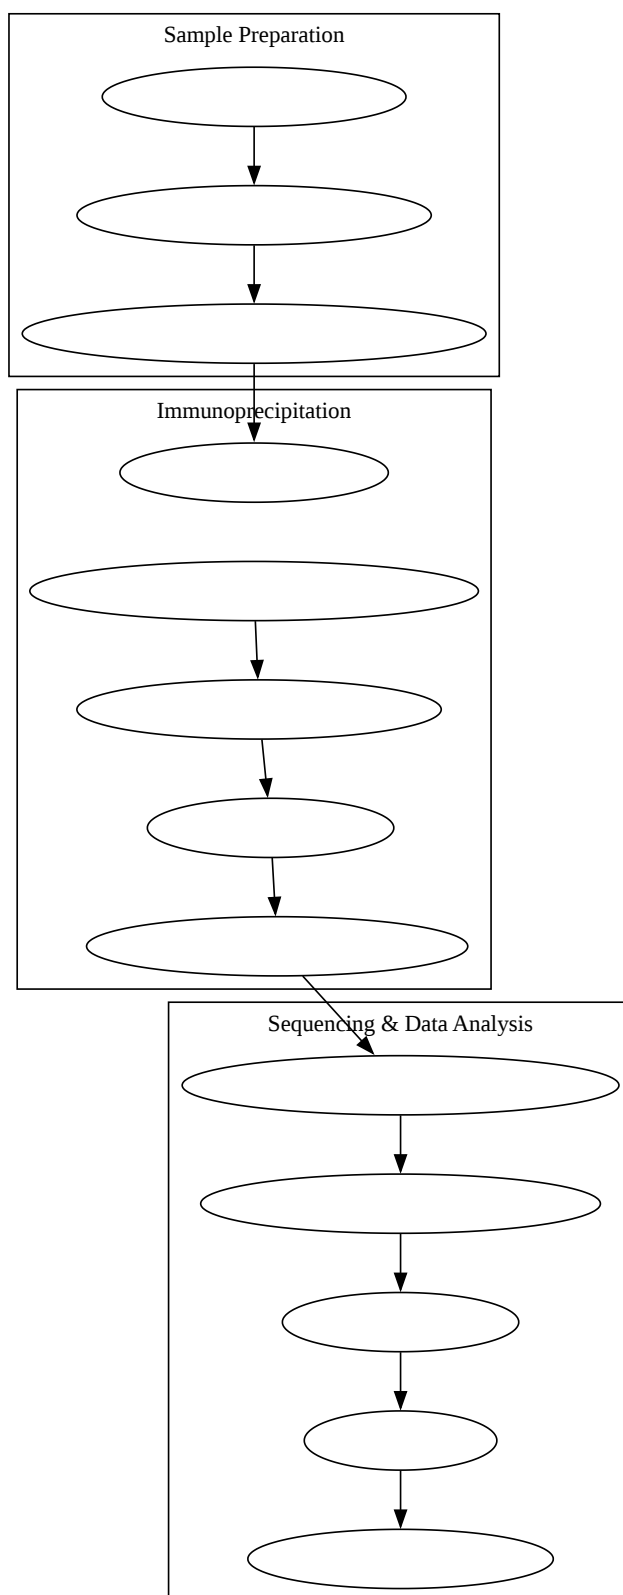 Sample Preparation
Immunoprecipitation
Sequencing & Data Analysis